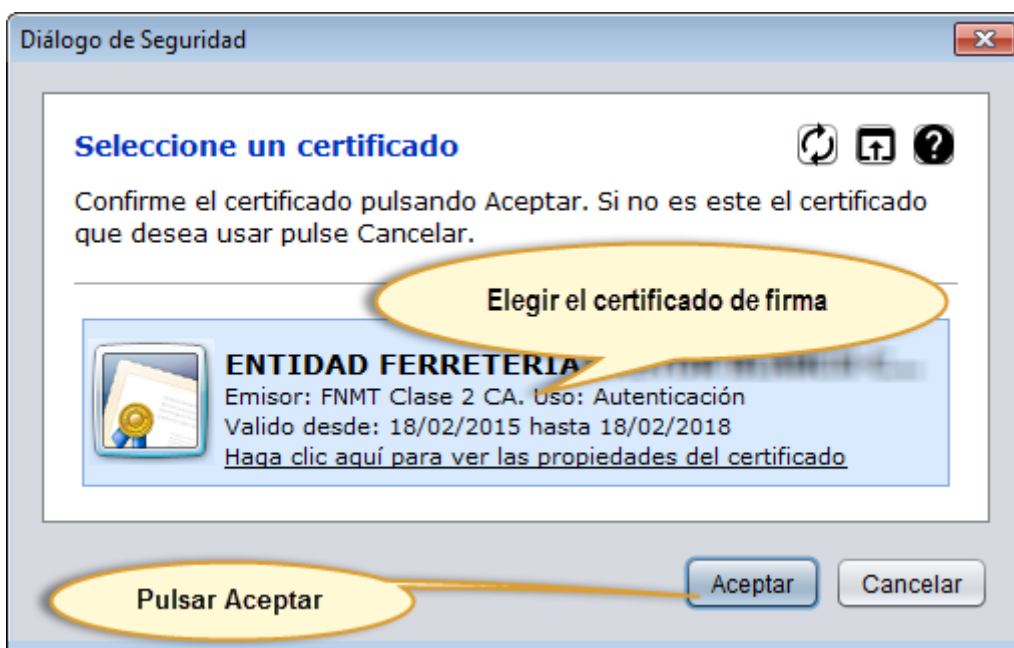 Diálogo de Seguridad
Seleccione un certificado
Confirme el certificado pulsando Aceptar. Si no es este el certificado
que desea usar pulse Cancelar.
Elegir el certificado de firma
ENTIDAD FERRETERIA
Emisor: FNMT Clase 2 CA. Uso: Autenticación
Valido desde: 18/02/2015 hasta 18/02/2018
Haga clic aquí para ver las propiedades del certificado
Pulsar Aceptar
Aceptar
Cancelar